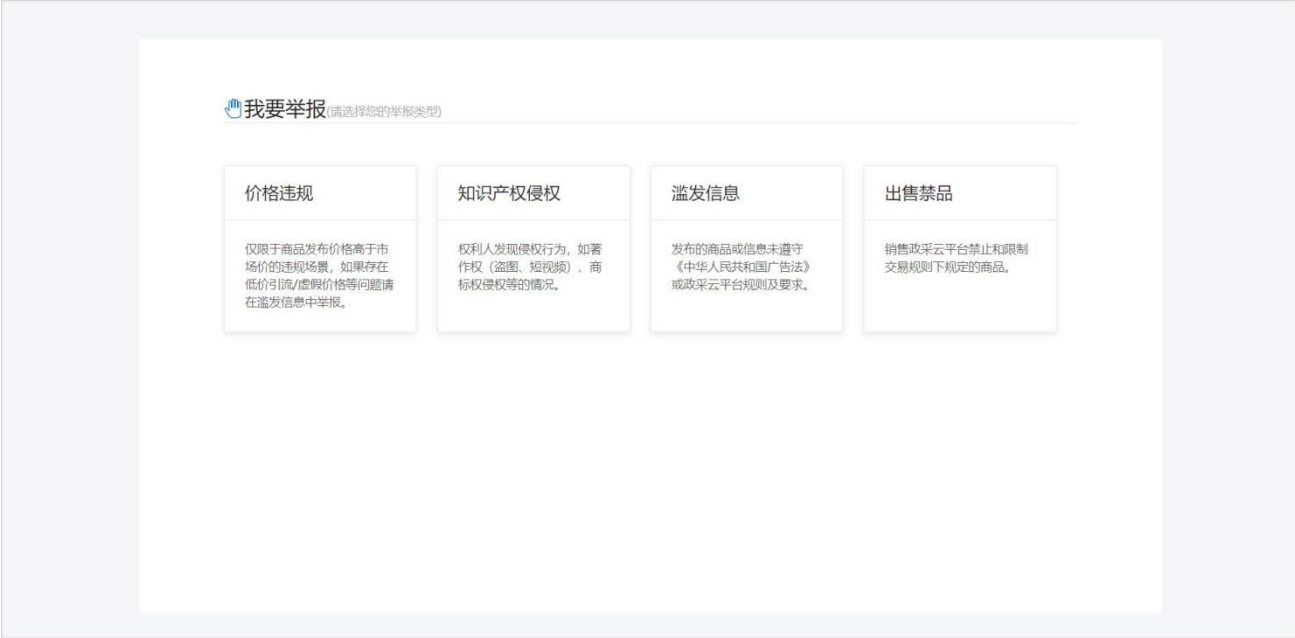 我要举报(请选择您的举报类型)
价格违规
仅限于商品发布价格高于市
场价的违规场景，如果存在
低价引流/虚假价格等问题请
在滥发信息中举报。
知识产权侵权
权利人发现侵权行为，如著
作权（盗图、短视频）、商
标权侵权等的情况。
滥发信息
发布的商品或信息未遵守
《中华人民共和国广告法》
或政采云平台规则及要求。
出售禁品
销售政采云平台禁止和限制
交易规则下规定的商品。